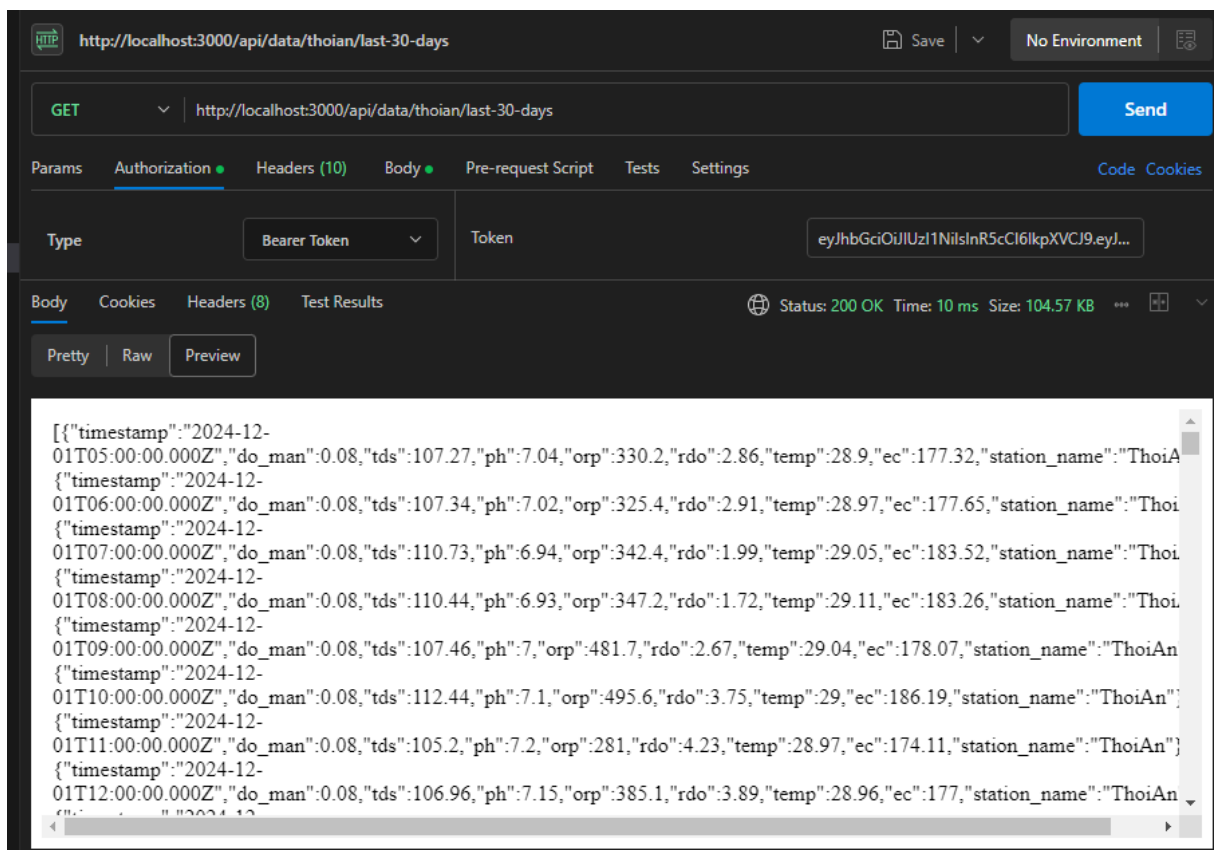 HTTP http://localhost:3000/api/data/thoian/last-30-days Save No Environment
GET http://localhost:3000/api/data/thoian/last-30-days Send
Params Authorization Headers (10) Body Pre-request Script Tests Settings Code Cookies
Type Bearer Token Token eyJhbGciOiJIUzI1NiIsInR5cCI6IkpXVCJ9.eyJ...
Body Cookies Headers (8) Test Results Status: 200 OK Time: 10 ms Size: 104.57 KB
Pretty Raw Preview
[{"timestamp":"2024-12-
01T05:00:00.000Z","do_man":0.08,"tds":107.27,"ph":7.04,"orp":330.2,"rdo":2.86,"temp":28.9,"ec":177.32,"station_name":"ThoiA
{"timestamp":"2024-12-
01T06:00:00.000Z","do_man":0.08,"tds":107.34,"ph":7.02,"orp":325.4,"rdo":2.91,"temp":28.97,"ec":177.65,"station_name":"Thoi
{"timestamp":"2024-12-
01T07:00:00.000Z","do_man":0.08,"tds":110.73,"ph":6.94,"orp":342.4,"rdo":1.99,"temp":29.05,"ec":183.52,"station_name":"Thoi
{"timestamp":"2024-12-
01T08:00:00.000Z","do_man":0.08,"tds":110.44,"ph":6.93,"orp":347.2,"rdo":1.72,"temp":29.11,"ec":183.26,"station_name":"Thoi
{"timestamp":"2024-12-
01T09:00:00.000Z","do_man":0.08,"tds":107.46,"ph":7,"orp":481.7,"rdo":2.67,"temp":29.04,"ec":178.07,"station_name":"ThoiAn"
{"timestamp":"2024-12-
01T10:00:00.000Z","do_man":0.08,"tds":112.44,"ph":7.1,"orp":495.6,"rdo":3.75,"temp":29,"ec":186.19,"station_name":"ThoiAn"}
{"timestamp":"2024-12-
01T11:00:00.000Z","do_man":0.08,"tds":105.2,"ph":7.2,"orp":281,"rdo":4.23,"temp":28.97,"ec":174.11,"station_name":"ThoiAn"}
{"timestamp":"2024-12-
01T12:00:00.000Z","do_man":0.08,"tds":106.96,"ph":7.15,"orp":385.1,"rdo":3.89,"temp":28.96,"ec":177,"station_name":"ThoiAn